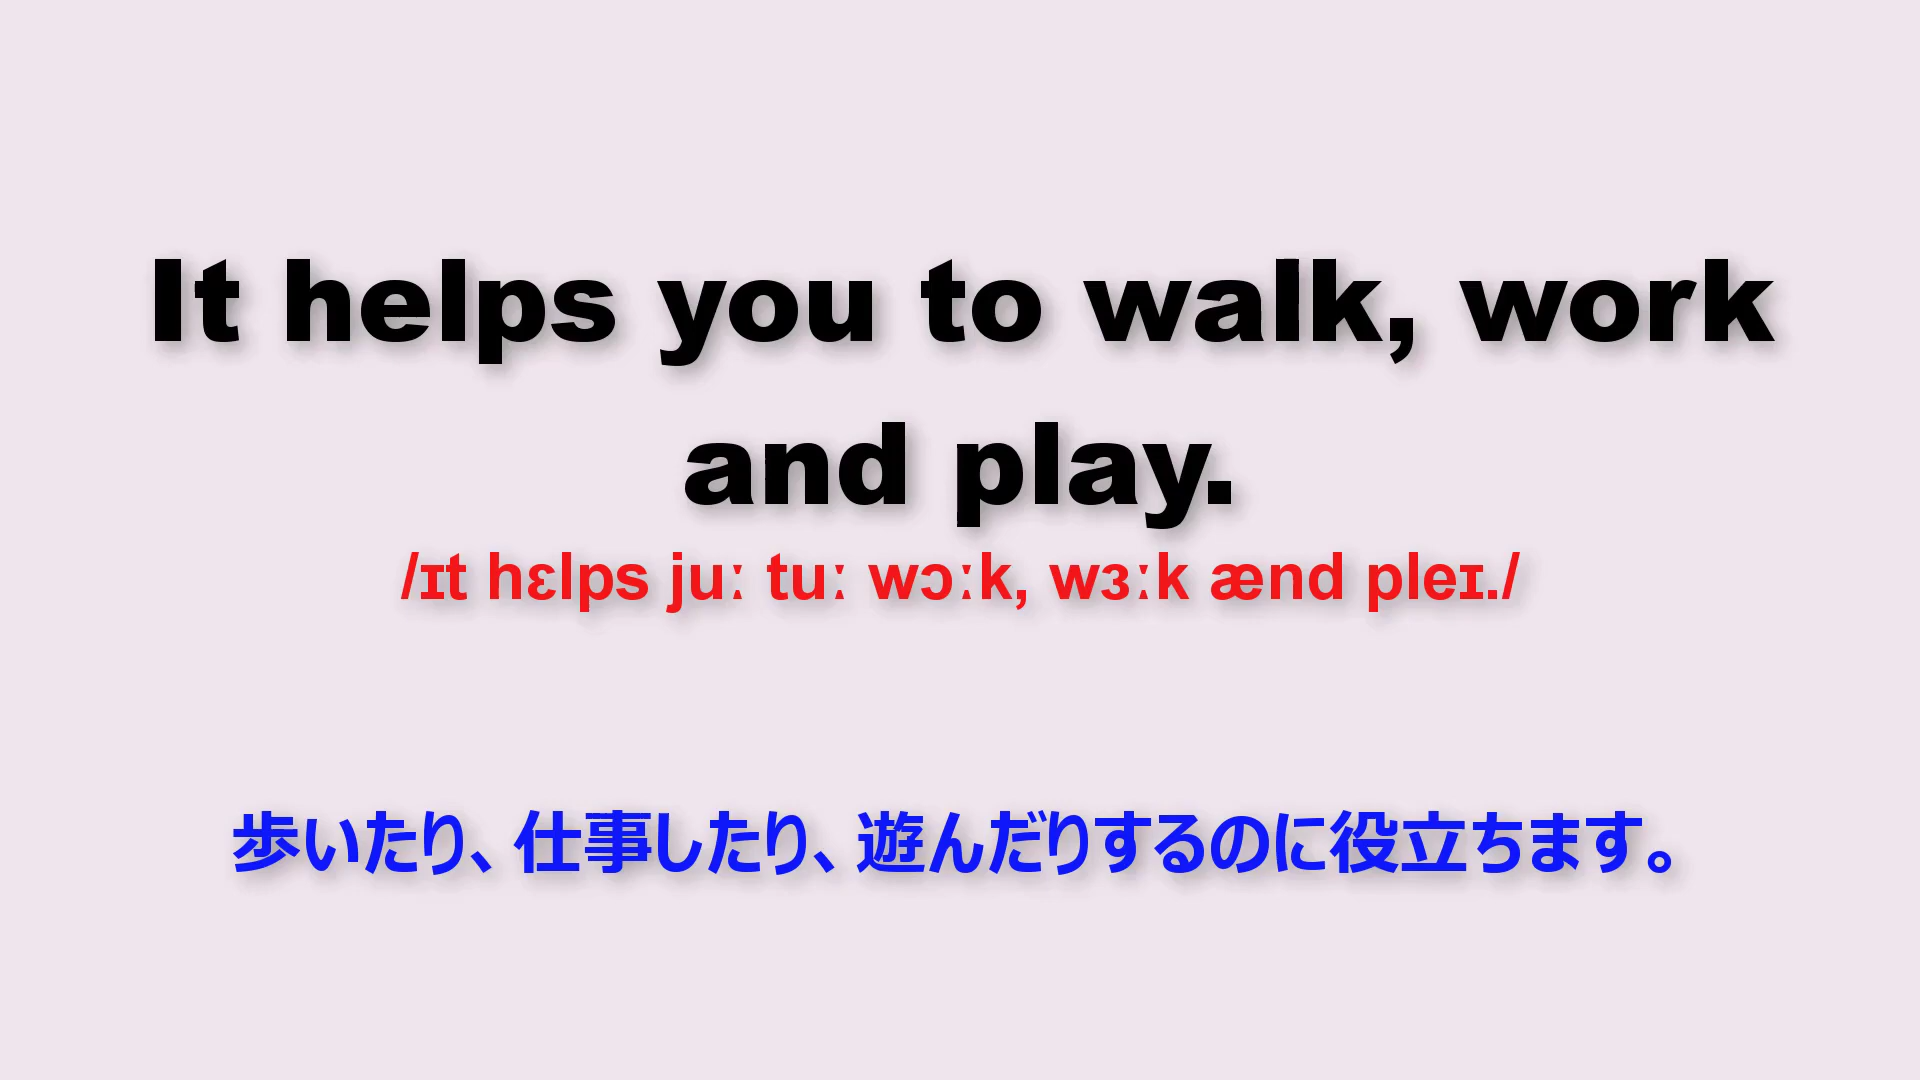 It helps you to walk, work
and play.
/ɪt hɛlps juː tuː wɔːk, wɜːk ænd pleɪ./
歩いたり、仕事したり、遊んだりするのに役立ちます。